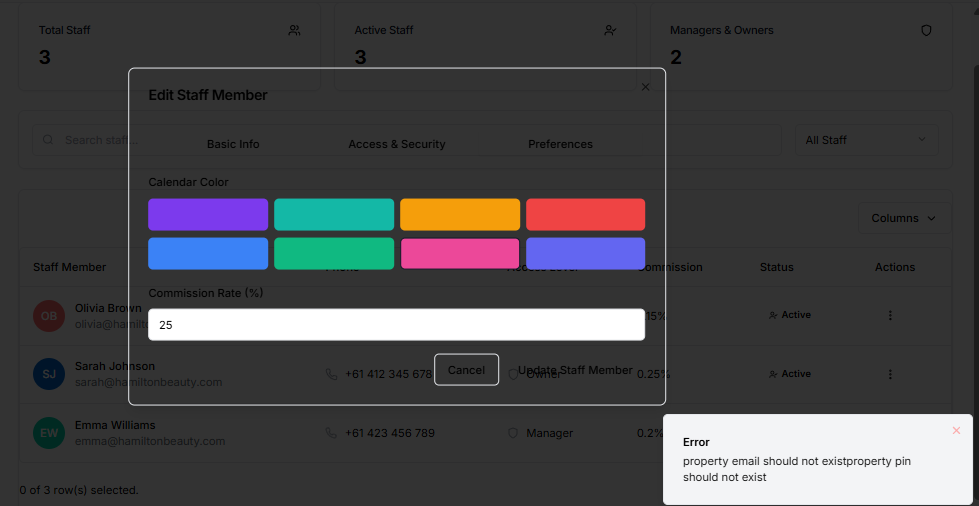 Total Staff
3
Active Staff
3
Managers & Owners
2
Edit Staff Member
Search staff...
All Staff
Basic Info
Access & Security
Preferences
Calendar Color
Columns
Staff Member
Phone
Access Level
Commission
Status
Actions
Commission Rate (%)
25
OB
Olivia Brown
olivia@hamilto
15%
Active
SJ
Sarah Johnson
sarah@hamiltonbeauty.com
+61 412 345 678
Cancel
Owner
Update Staff Member
0.25%
Active
EW
Emma Williams
emma@hamiltonbeauty.com
+61 423 456 789
Manager
0.2%
Error
property email should not existproperty pin
should not exist
0 of 3 row(s) selected.